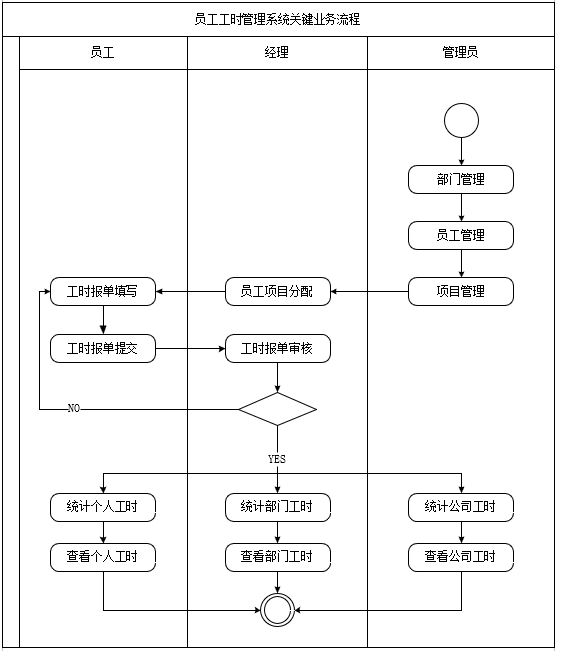 员工工时管理系统关键业务流程
员工
经理
管理员
部门管理
员工管理
工时报单填写
员工项目分配
项目管理
工时报单提交
工时报单审核
NO
YES
统计个人工时
统计部门工时
统计公司工时
查看个人工时
查看部门工时
查看公司工时